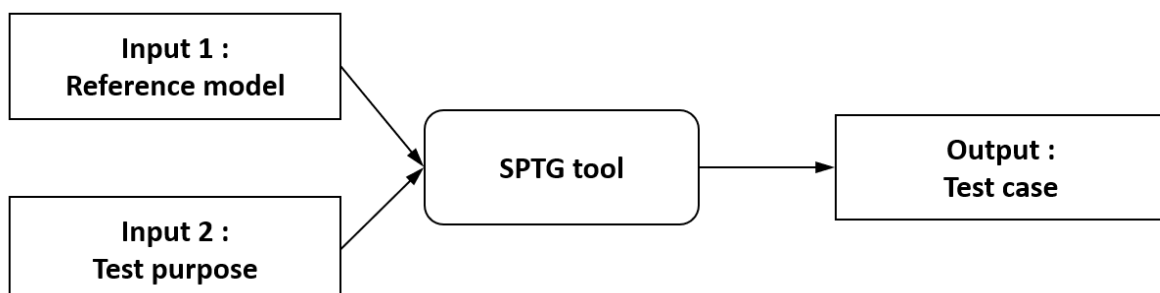 Input 1 :
Reference model
SPTG tool
Output :
Test case
Input 2 :
Test purpose